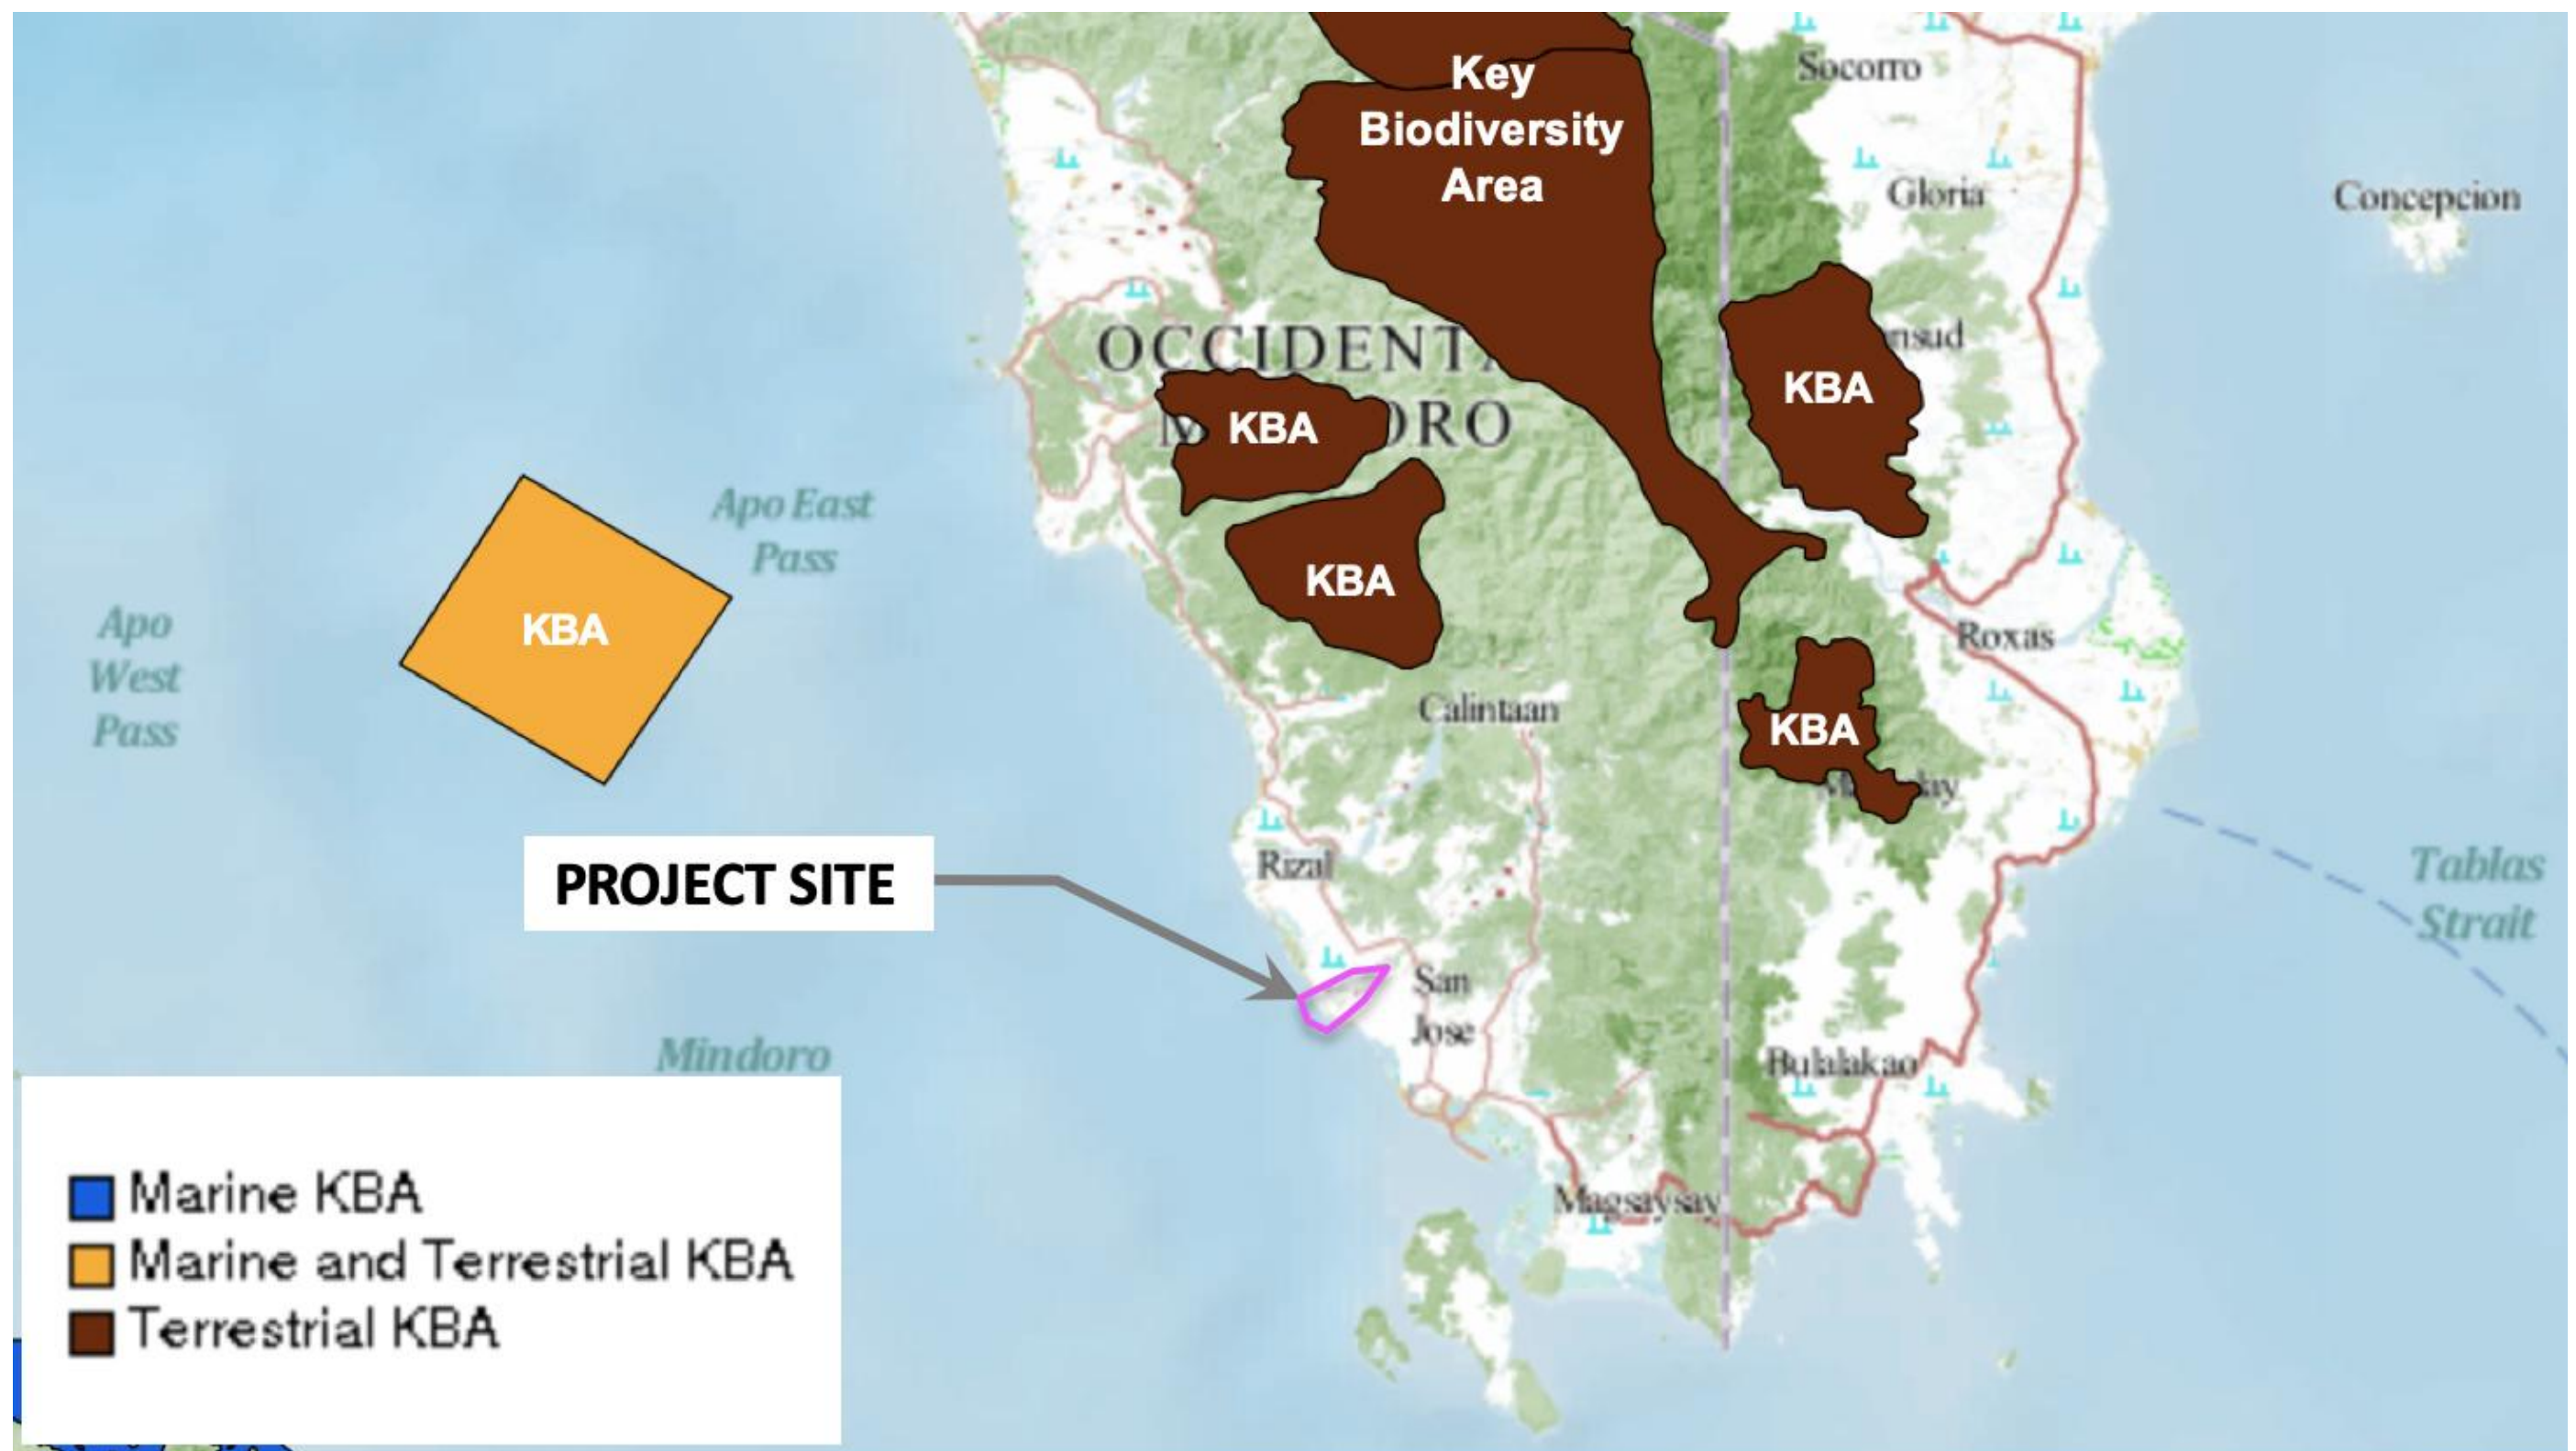 Key
Biodiversity
Area
Socorro
Gloria
Concepcion
nsud
OCCIDENT
ORO
KBA
KBA
KBA
KBA
KBA
Apo East
Pass
Apo
West
Pass
Roxas
Calintaan
Rizal
PROJECT SITE
San
Jose
Tablas
Strait
Mindoro
Bulalakao
Magsaysay
Marine KBA
Marine and Terrestrial KBA
Terrestrial KBA